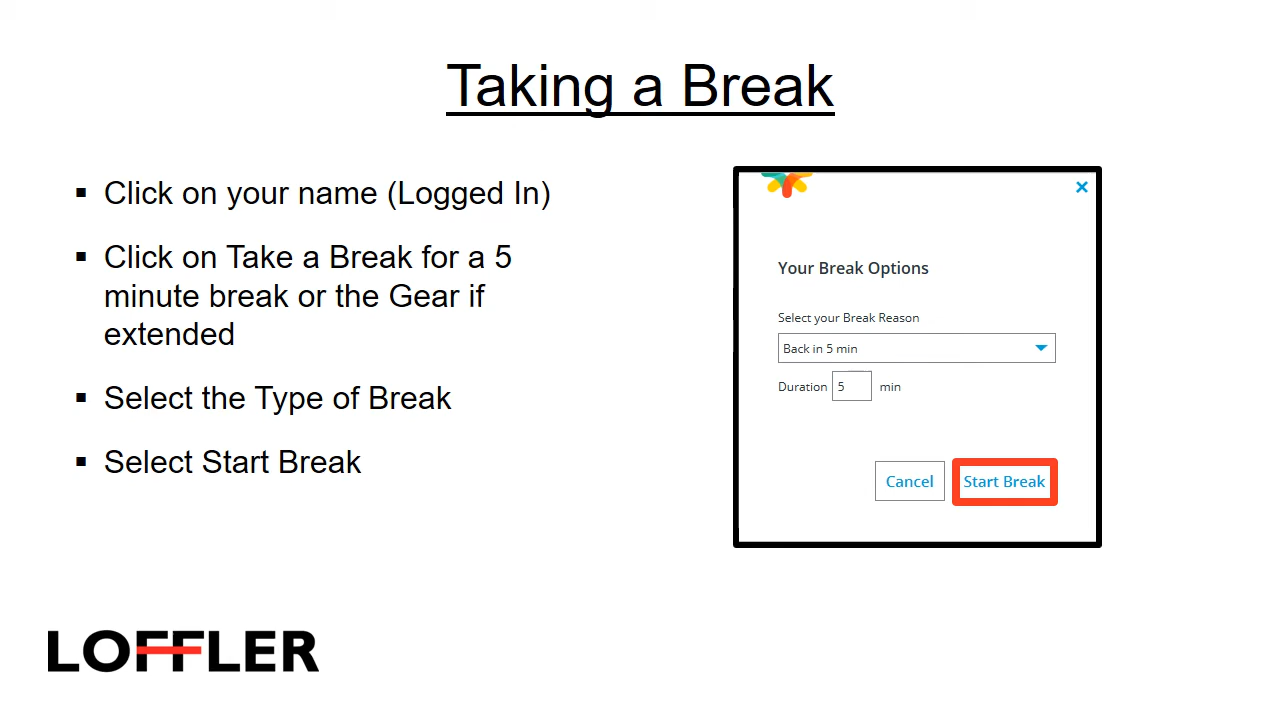 Taking a Break
▪ Click on your name (Logged In)
▪ Click on Take a Break for a 5
minute break or the Gear if
extended
▪ Select the Type of Break
▪ Select Start Break
Your Break Options
Select your Break Reason
Back in 5 min
Duration 5 min
Cancel Start Break
LOFFLER